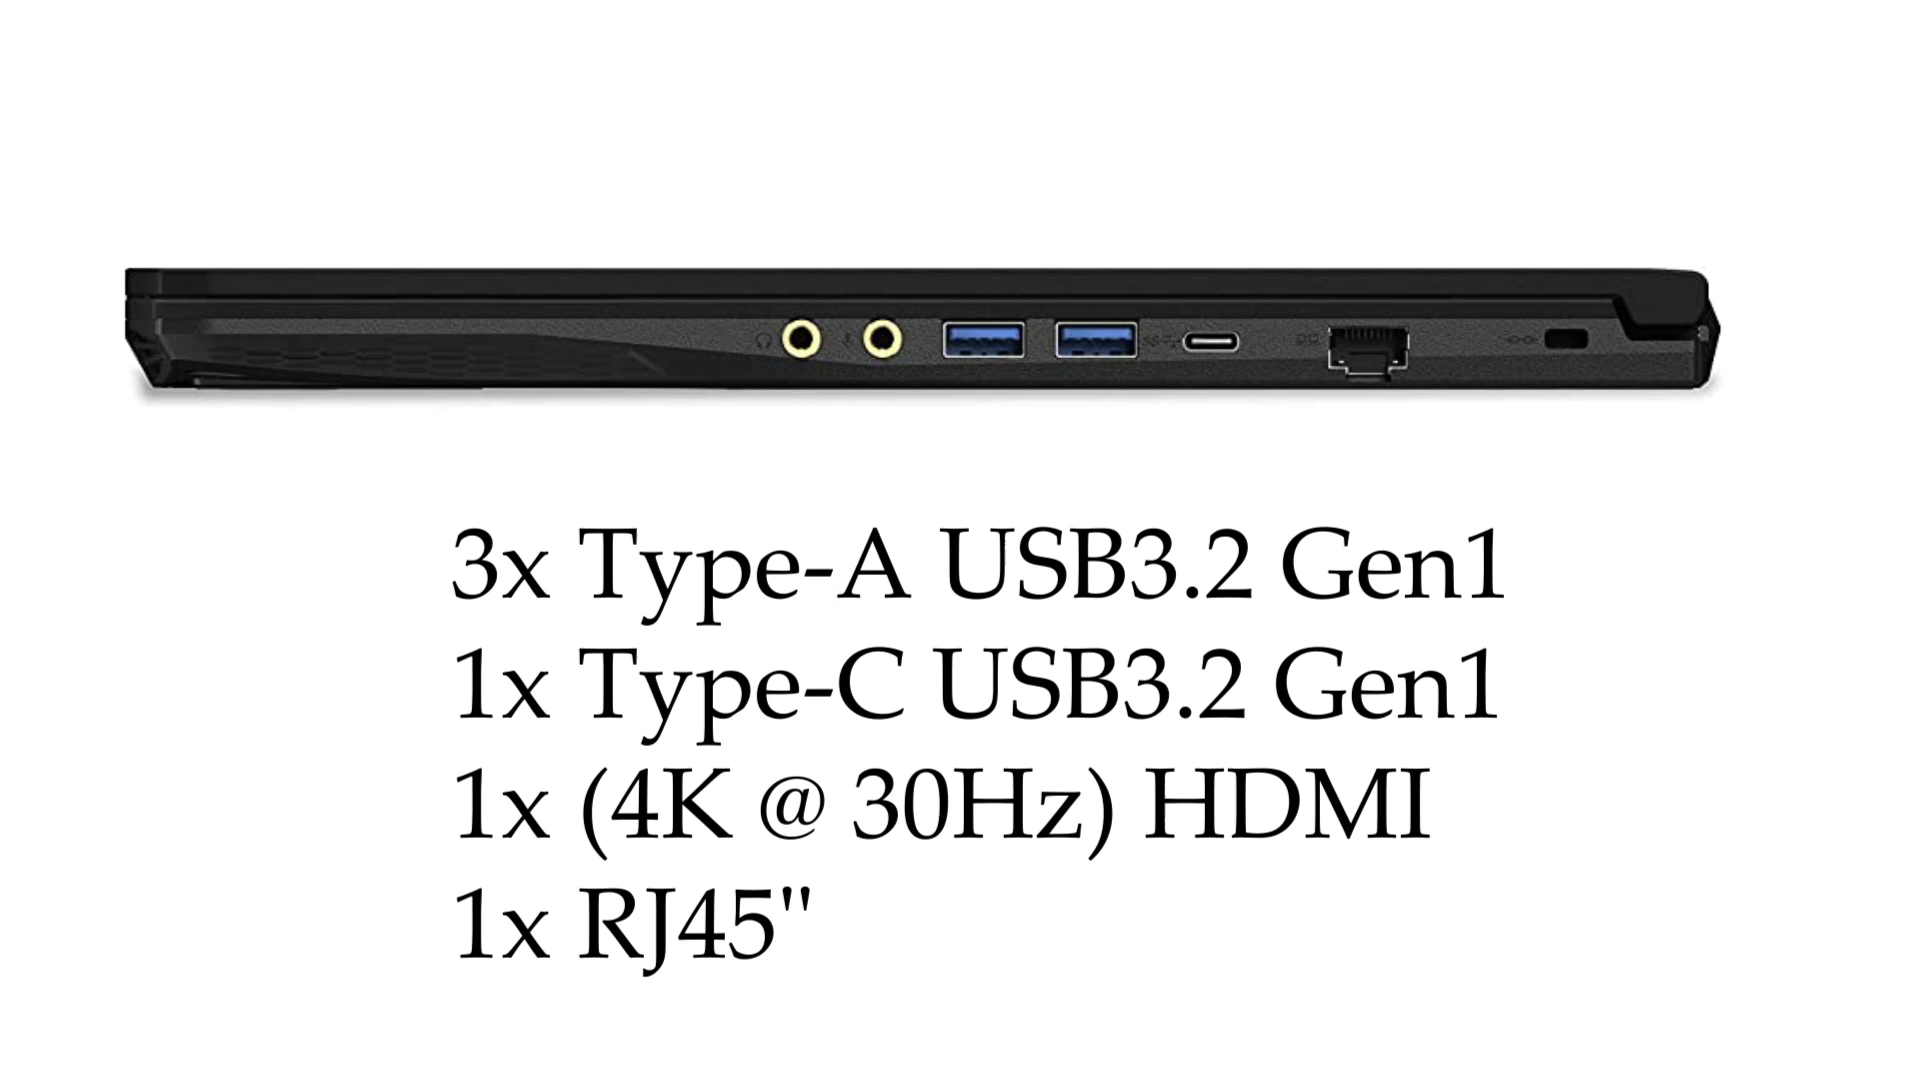 3x Type-A USB3.2 Gen1
1x Type-C USB3.2 Gen1
1x (4K @ 30Hz) HDMI
1x RJ45"